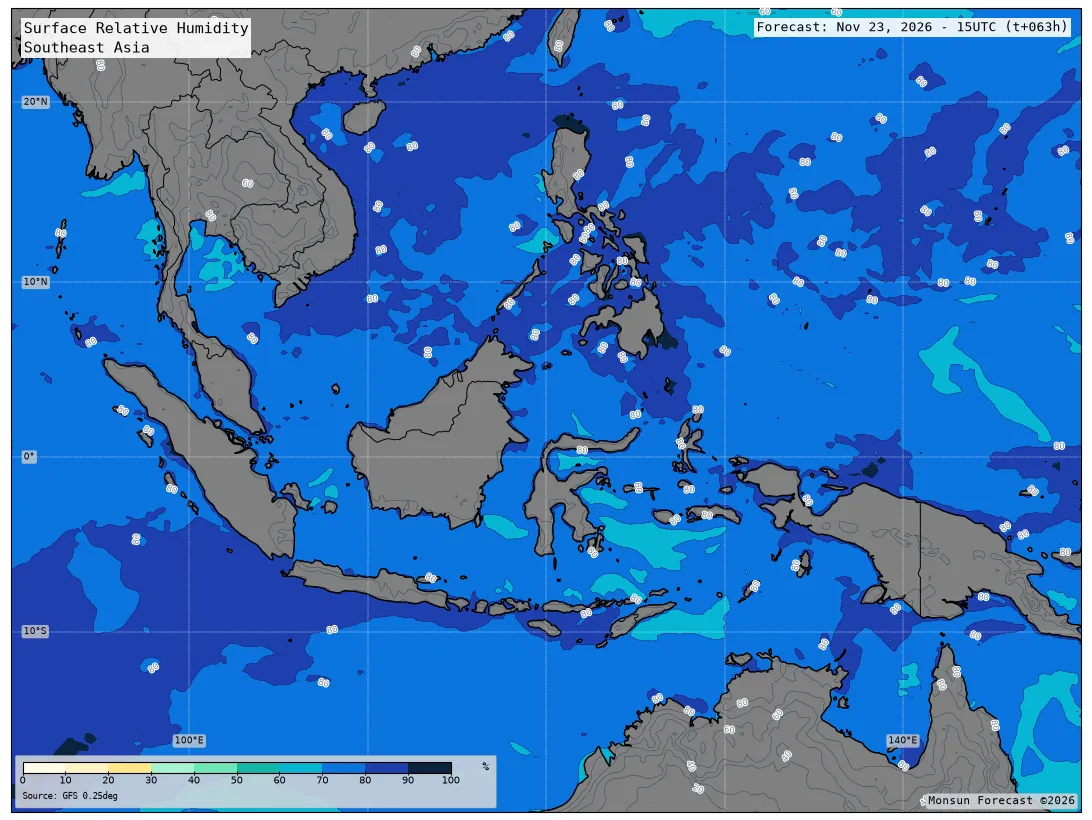 Surface Relative Humidity
Southeast Asia
Forecast: Nov 23, 2026 - 15UTC (t+063h)
20°N
10°N
0°
10°S
100°E
140°E
0 10 20 30 40 50 60 70 80 90 100 %
Source: GFS 0.25deg
Monsun Forecast ©2026